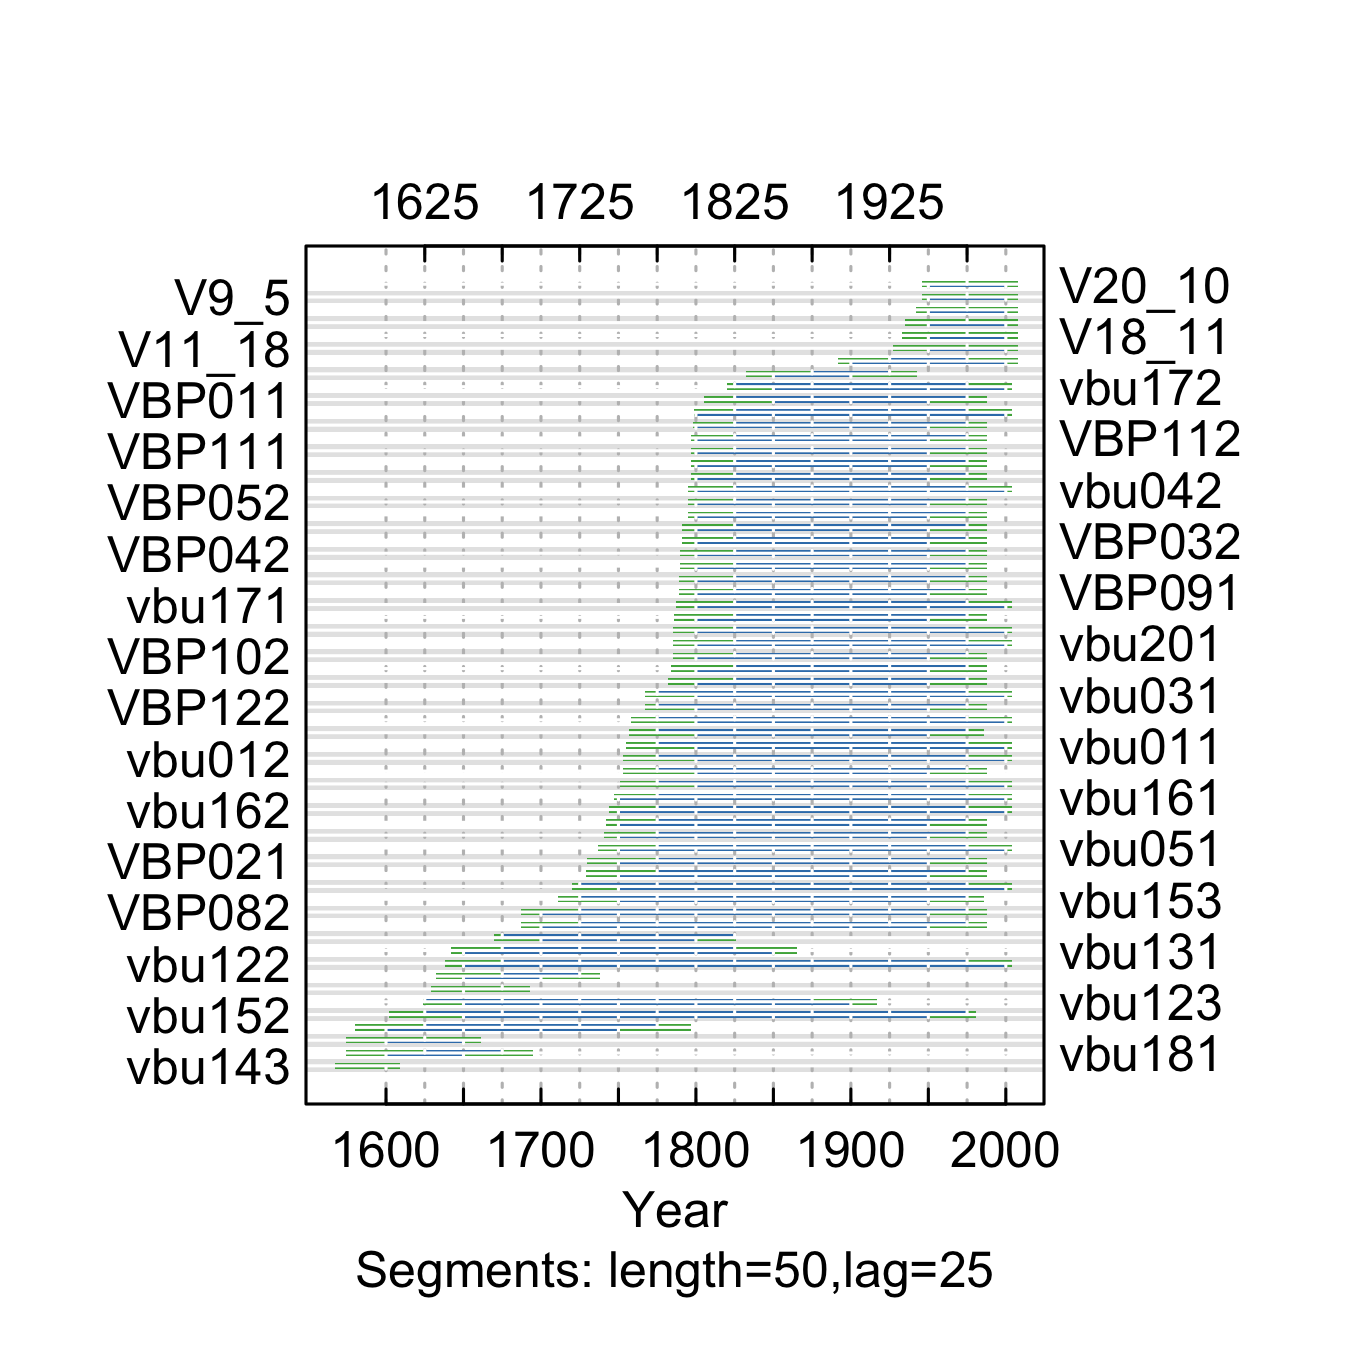 1625 1725 1825 1925
V9_5 V20_10
V11_18 V18_11
VBP011 vbu172
VBP111 VBP112
VBP052 vbu042
VBP042 VBP032
vbu171 VBP091
VBP102 vbu201
VBP122 vbu031
vbu012 vbu011
vbu162 vbu161
VBP021 vbu051
VBP082 vbu153
vbu122 vbu131
vbu152 vbu123
vbu143 vbu181
1600 1700 1800 1900 2000
Year
Segments: length=50,lag=25